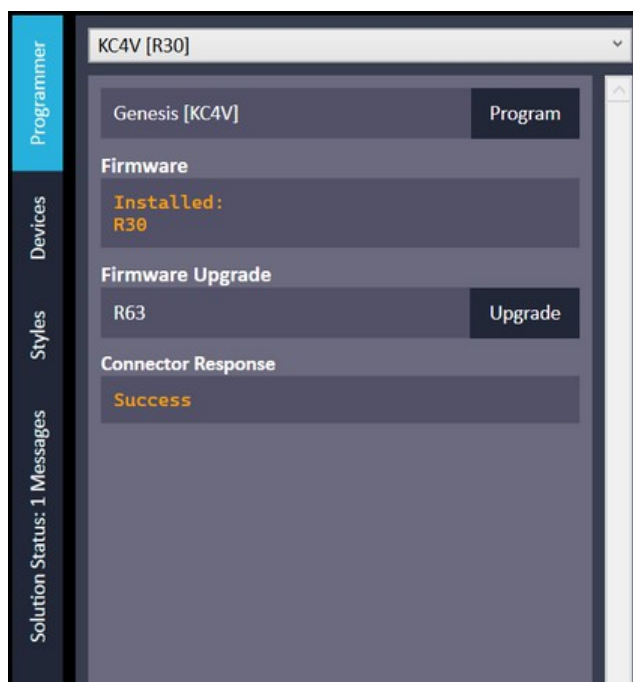 Programmer
Devices
Styles
Solution Status: 1 Messages
KC4V [R30]
Genesis [KC4V]
Program
Firmware
Installed:
R30
Firmware Upgrade
R63
Upgrade
Connector Response
Success